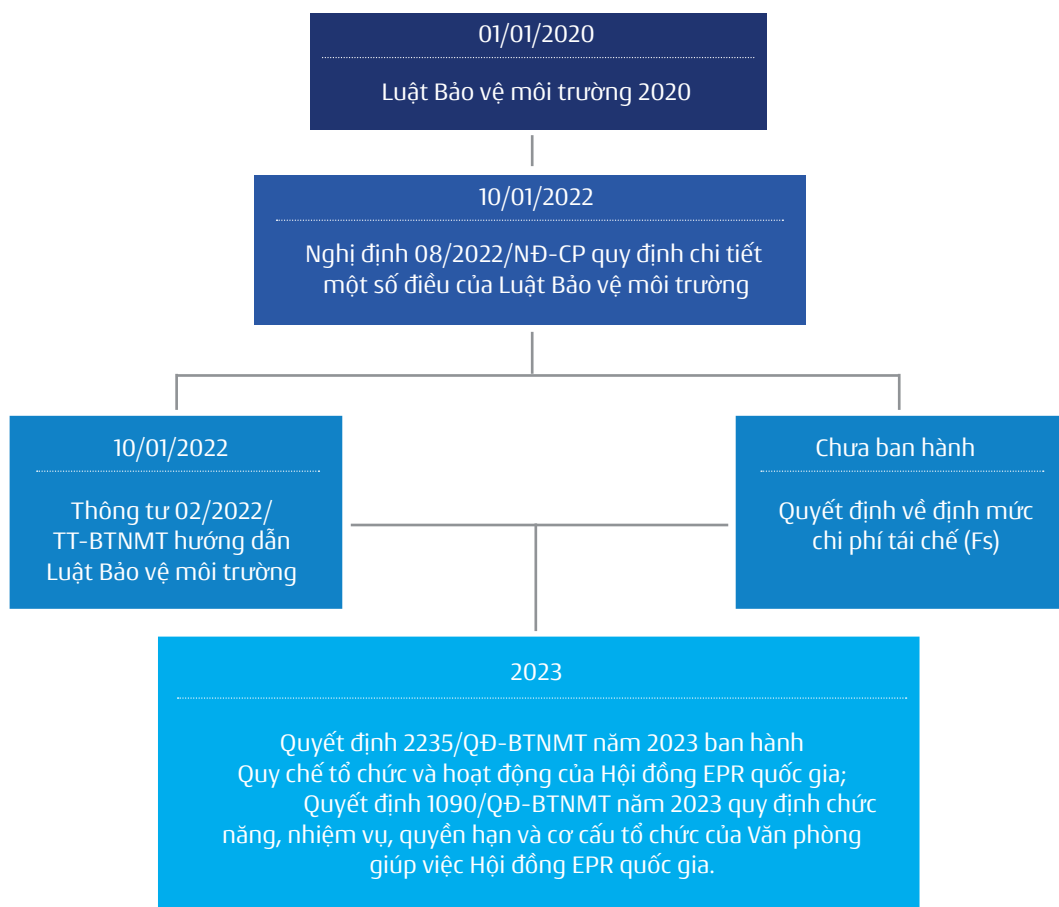 01/01/2020
Luật Bảo vệ môi trường 2020
10/01/2022
Nghị định 08/2022/NĐ-CP quy định chi tiết
một số điều của Luật Bảo vệ môi trường
10/01/2022
Thông tư 02/2022/
TT-BTNMT hướng dẫn
Luật Bảo vệ môi trường
Chưa ban hành
Quyết định về định mức
chi phí tái chế (Fs)
2023
Quyết định 2235/QĐ-BTNMT năm 2023 ban hành
Quy chế tổ chức và hoạt động của Hội đồng EPR quốc gia;
Quyết định 1090/QĐ-BTNMT năm 2023 quy định chức
năng, nhiệm vụ, quyền hạn và cơ cấu tổ chức của Văn phòng
giúp việc Hội đồng EPR quốc gia.